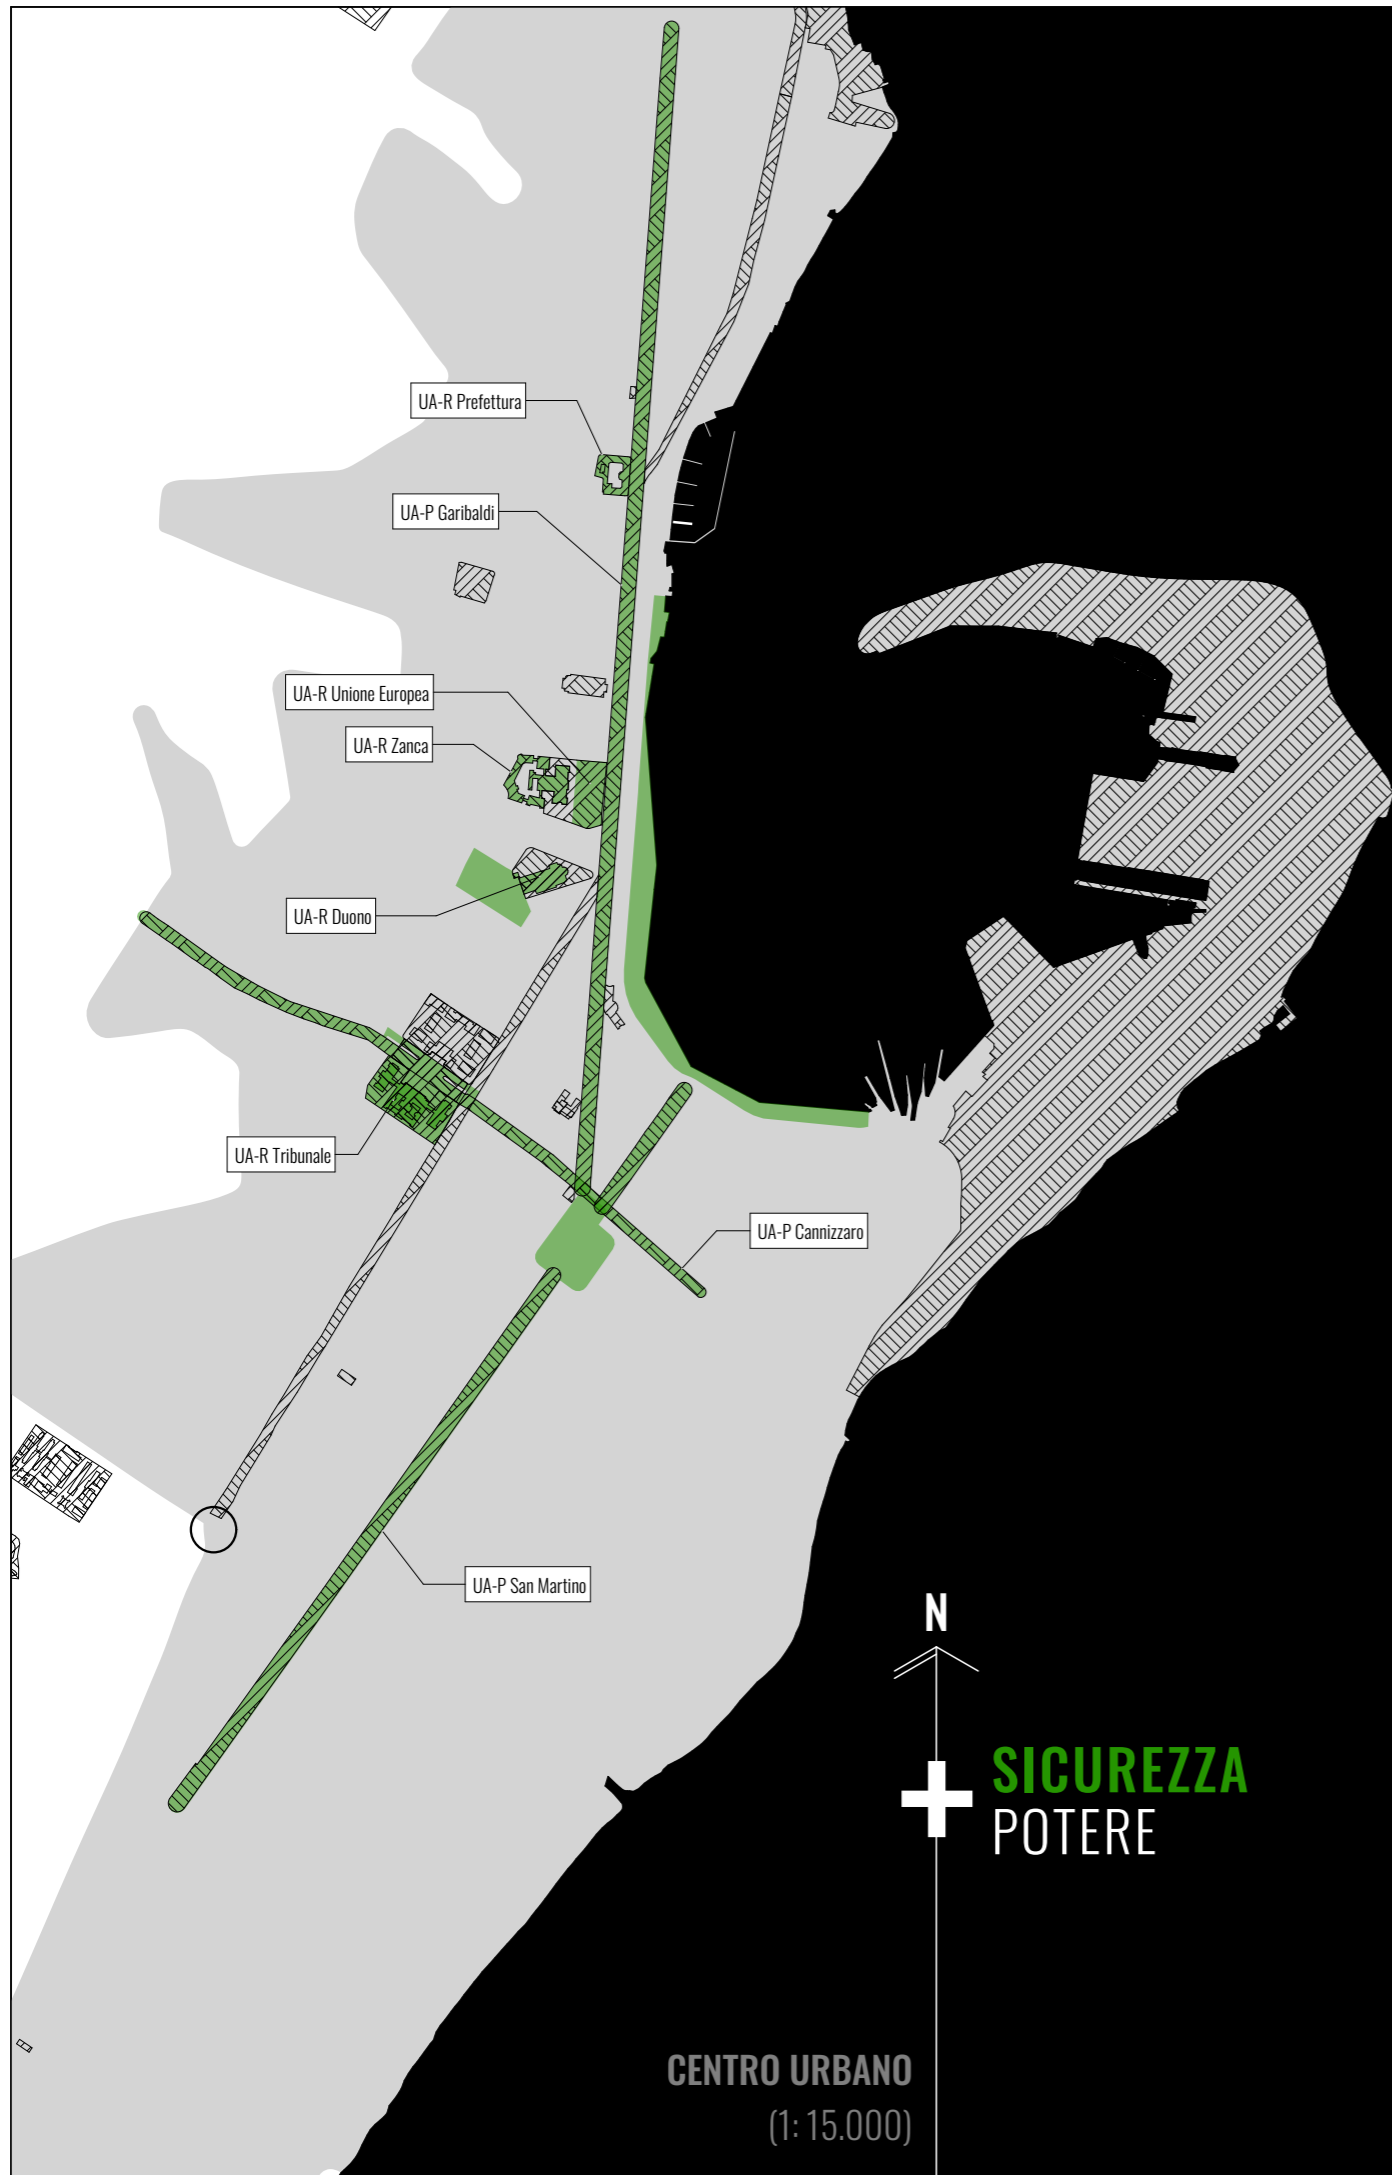 UA-R Prefettura
UA-P Garibaldi
UA-R Unione Europea
UA-R Zanca
UA-R Duono
UA-R Tribunale
UA-P Cannizzaro
UA-P San Martino
N
SICUREZZA
POTERE
CENTRO URBANO
(1: 15.000)